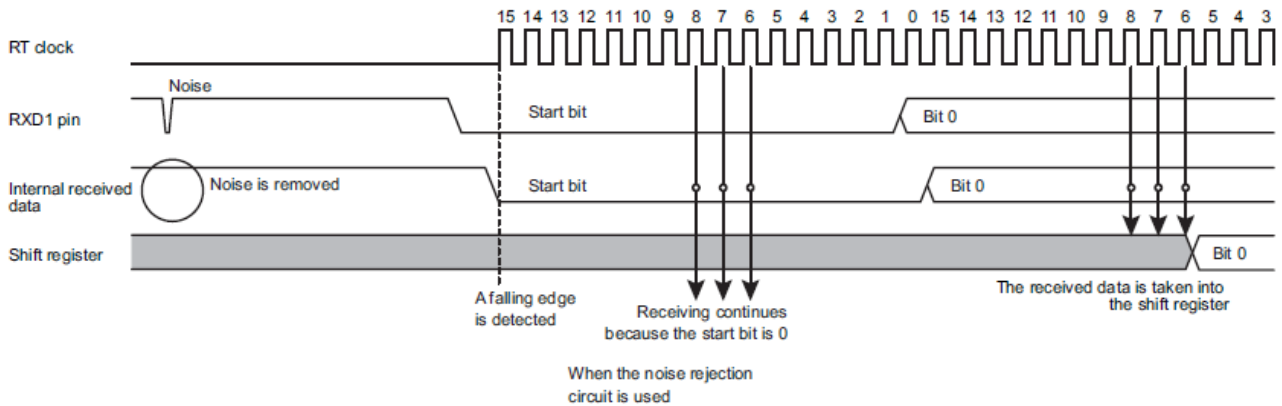 15 14 13 12 11 10 9 8 7 6 5 4 3 2 1 0 15 14 13 12 11 10 9 8 7 6 5 4 3
RT clock
Noise
RXD1 pin
Start bit
Bit 0
Internal received
data
Noise is removed
Start bit
Bit 0
Shift register
Bit 0
A falling edge
is detected
Receiving continues
because the start bit is 0
The received data is taken into
the shift register
When the noise rejection
circuit is used